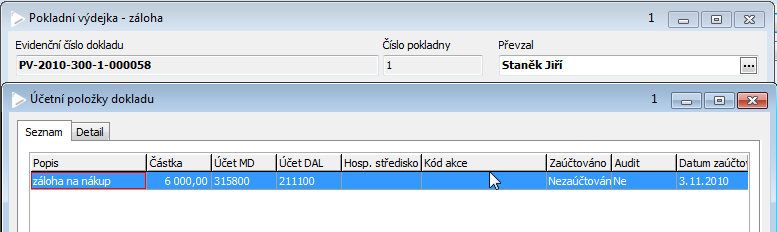 Pokladní výdejka - záloha 1
Evidenční číslo dokladu Číslo pokladny Převzal
PV-2010-300-1-000058 1 Staněk Jiří ...
Účetní položky dokladu 1
Seznam Detail
Popis Částka Účet MD Účet DAL Hosp. středisko Kód akce Zaúčtováno Audit Datum zaúčtov
záloha na nákup 6 000,00 315800 211100 Nezaúčtován Ne 3.11.2010